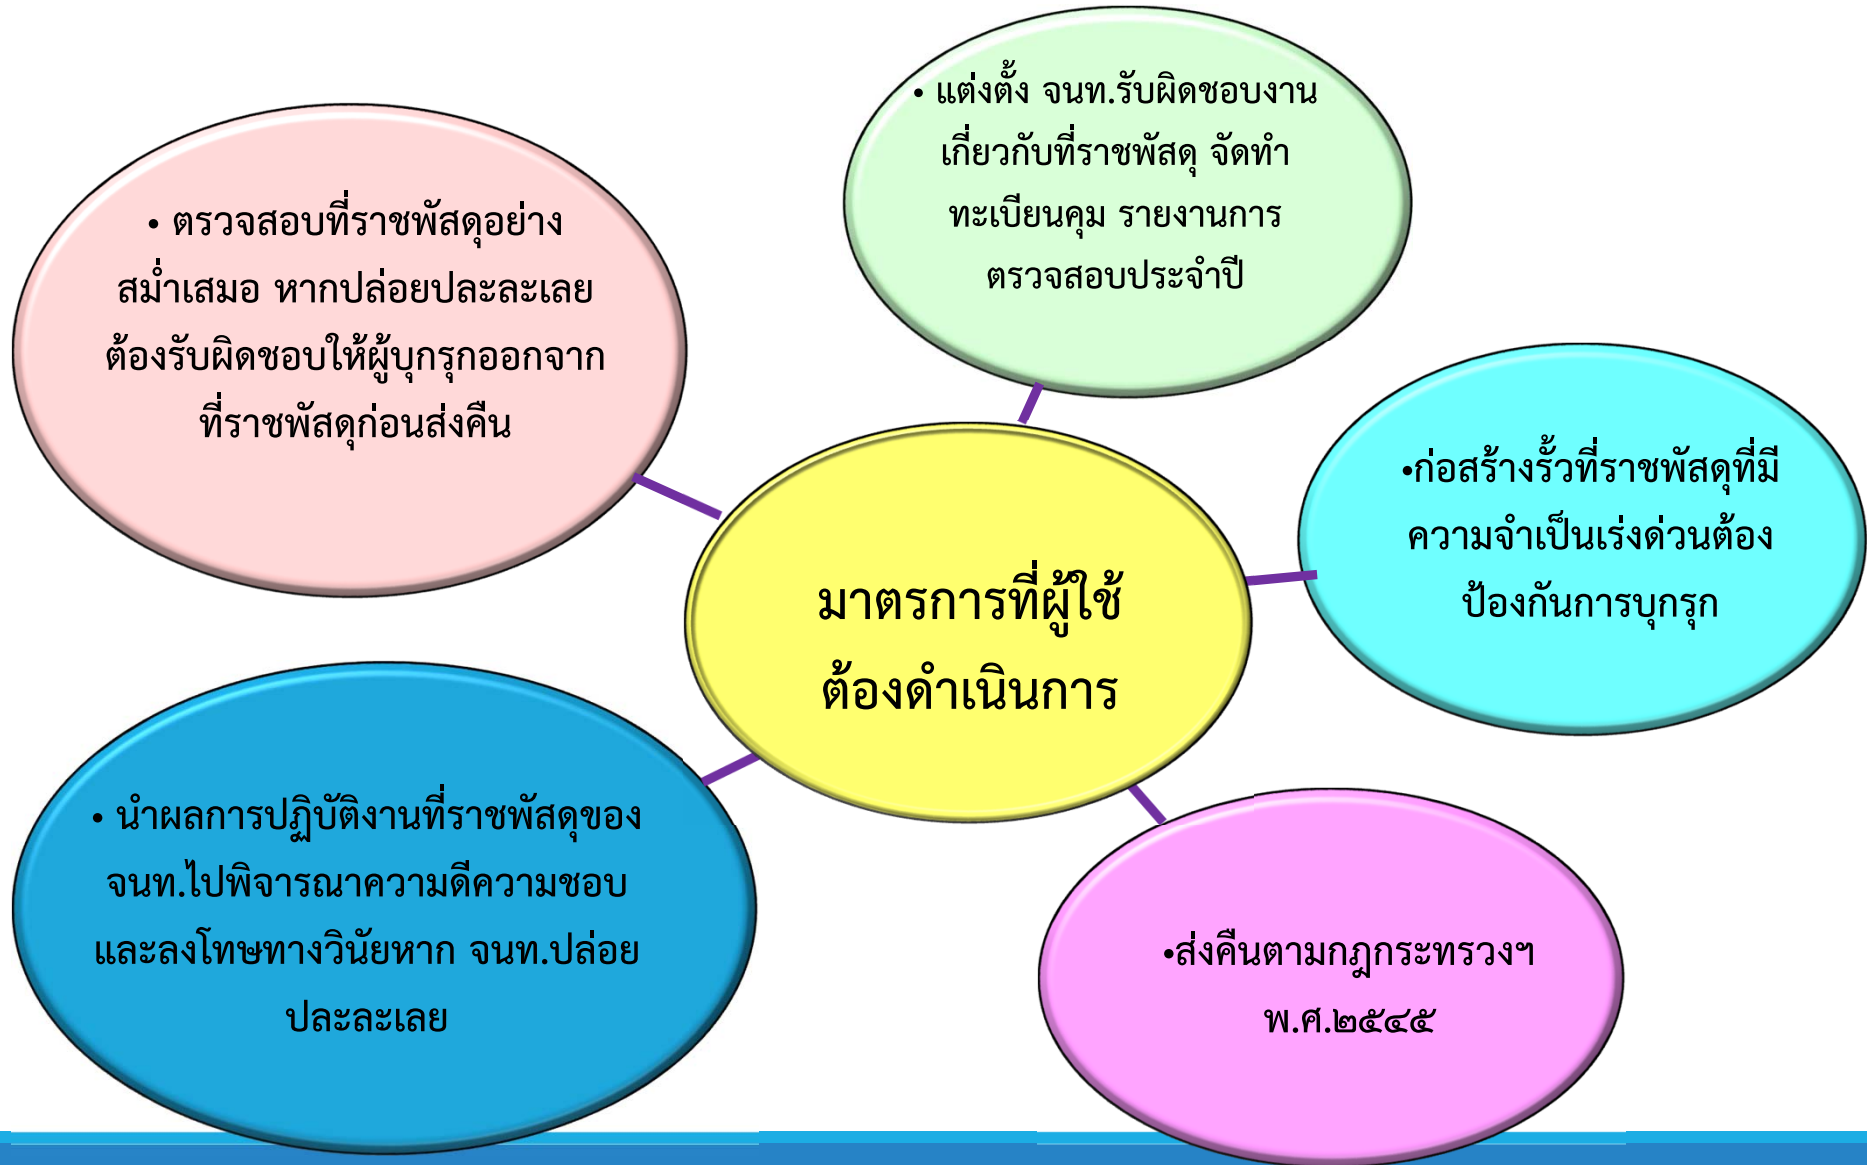 • แต่งตั้ง จนท.รับผิดชอบงาน
เกี่ยวกับที่ราชพัสดุ จัดทำ
ทะเบียนคุม รายงานการ
ตรวจสอบประจำปี
• ตรวจสอบที่ราชพัสดุอย่าง
สม่ำเสมอ หากปล่อยปละละเลย
ต้องรับผิดชอบให้ผู้บุกรุกออกจาก
ที่ราชพัสดุก่อนส่งคืน
•ก่อสร้างรั้วที่ราชพัสดุที่มี
ความจำเป็นเร่งด่วนต้อง
ป้องกันการบุกรุก
มาตรการที่ผู้ใช้
ต้องดำเนินการ
• นำผลการปฏิบัติงานที่ราชพัสดุของ
จนท.ไปพิจารณาความดีความชอบ
และลงโทษทางวินัยหาก จนท.ปล่อย
ปละละเลย
•ส่งคืนตามกฎกระทรวงฯ
พ.ศ.๒๕๔๕